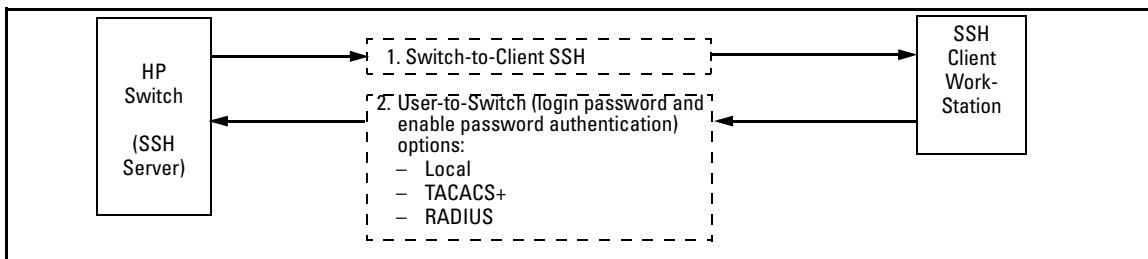 HP
Switch
(SSH
Server)
1. Switch-to-Client SSH
2. User-to-Switch (login password and
enable password authentication)
options:
– Local
– TACACS+
– RADIUS
SSH
Client
Work-
Station